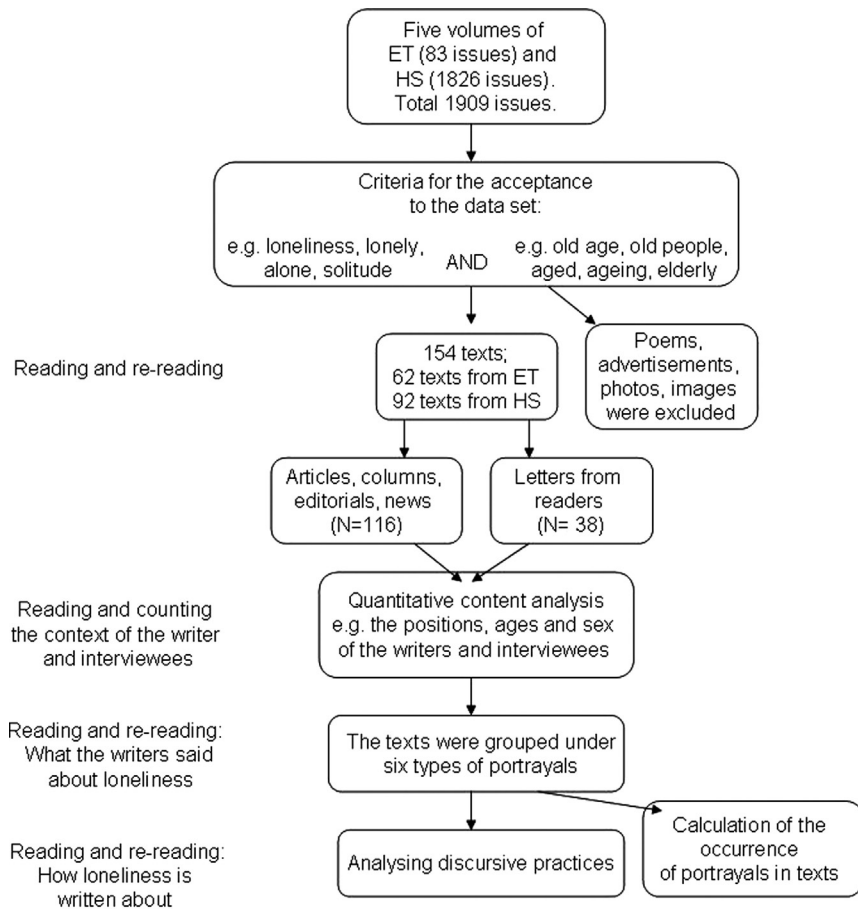 Five volumes of
ET (83 issues) and
HS (1826 issues).
Total 1909 issues.
Criteria for the acceptance
to the data set:
e.g. loneliness, lonely,
alone, solitude
AND
e.g. old age, old people,
aged, ageing, elderly
Reading and re-reading
154 texts;
62 texts from ET
92 texts from HS
Poems,
advertisements,
photos, images
were excluded
Articles, columns,
editorials, news
(N=116)
Letters from
readers
(N= 38)
Reading and counting
the context of the writer
and interviewees
Quantitative content analysis
e.g. the positions, ages and sex
of the writers and interviewees
Reading and re-reading:
What the writers said
about loneliness
The texts were grouped under
six types of portrayals
Calculation of the
occurrence
of portrayals in texts
Reading and re-reading:
How loneliness is
written about
Analysing discursive practices